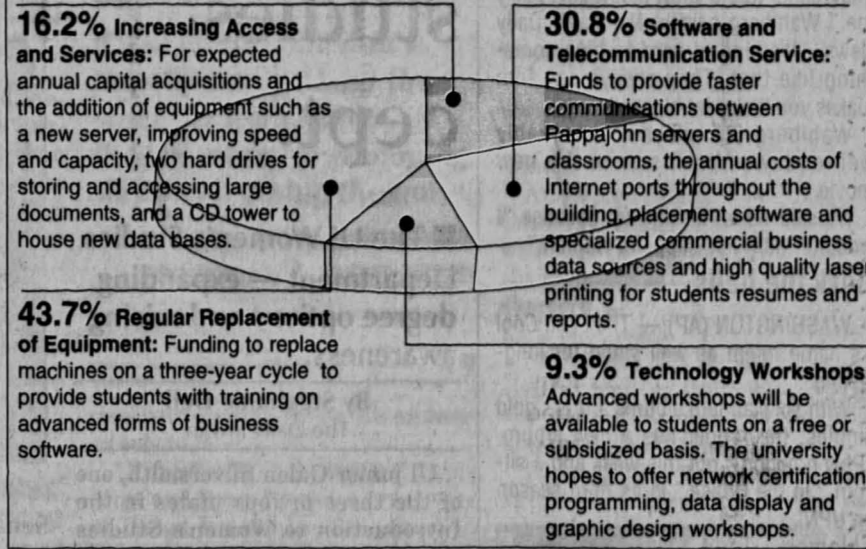 16.2% Increasing Access
and Services: For expected
annual capital acquisitions and
the addition of equipment such as
a new server, improving speed
and capacity, two hard drives for
storing and accessing large
documents, and a CD tower to
house new data bases.
43.7% Regular Replacement
of Equipment: Funding to replace
machines on a three-year cycle to
provide students with training on
advanced forms of business
software.
30.8% Software and
Telecommunication Service:
Funds to provide faster
communications between
Pappajohn servers and
classrooms, the annual costs of
Internet ports throughout the
building, placement software and
specialized commercial business
data sources and high quality laser
printing for students resumes and
reports.
9.3% Technology Workshops
Advanced workshops will be
available to students on a free or
subsidized basis. The university
hopes to offer network certification
programming, data display and
graphic design workshops.